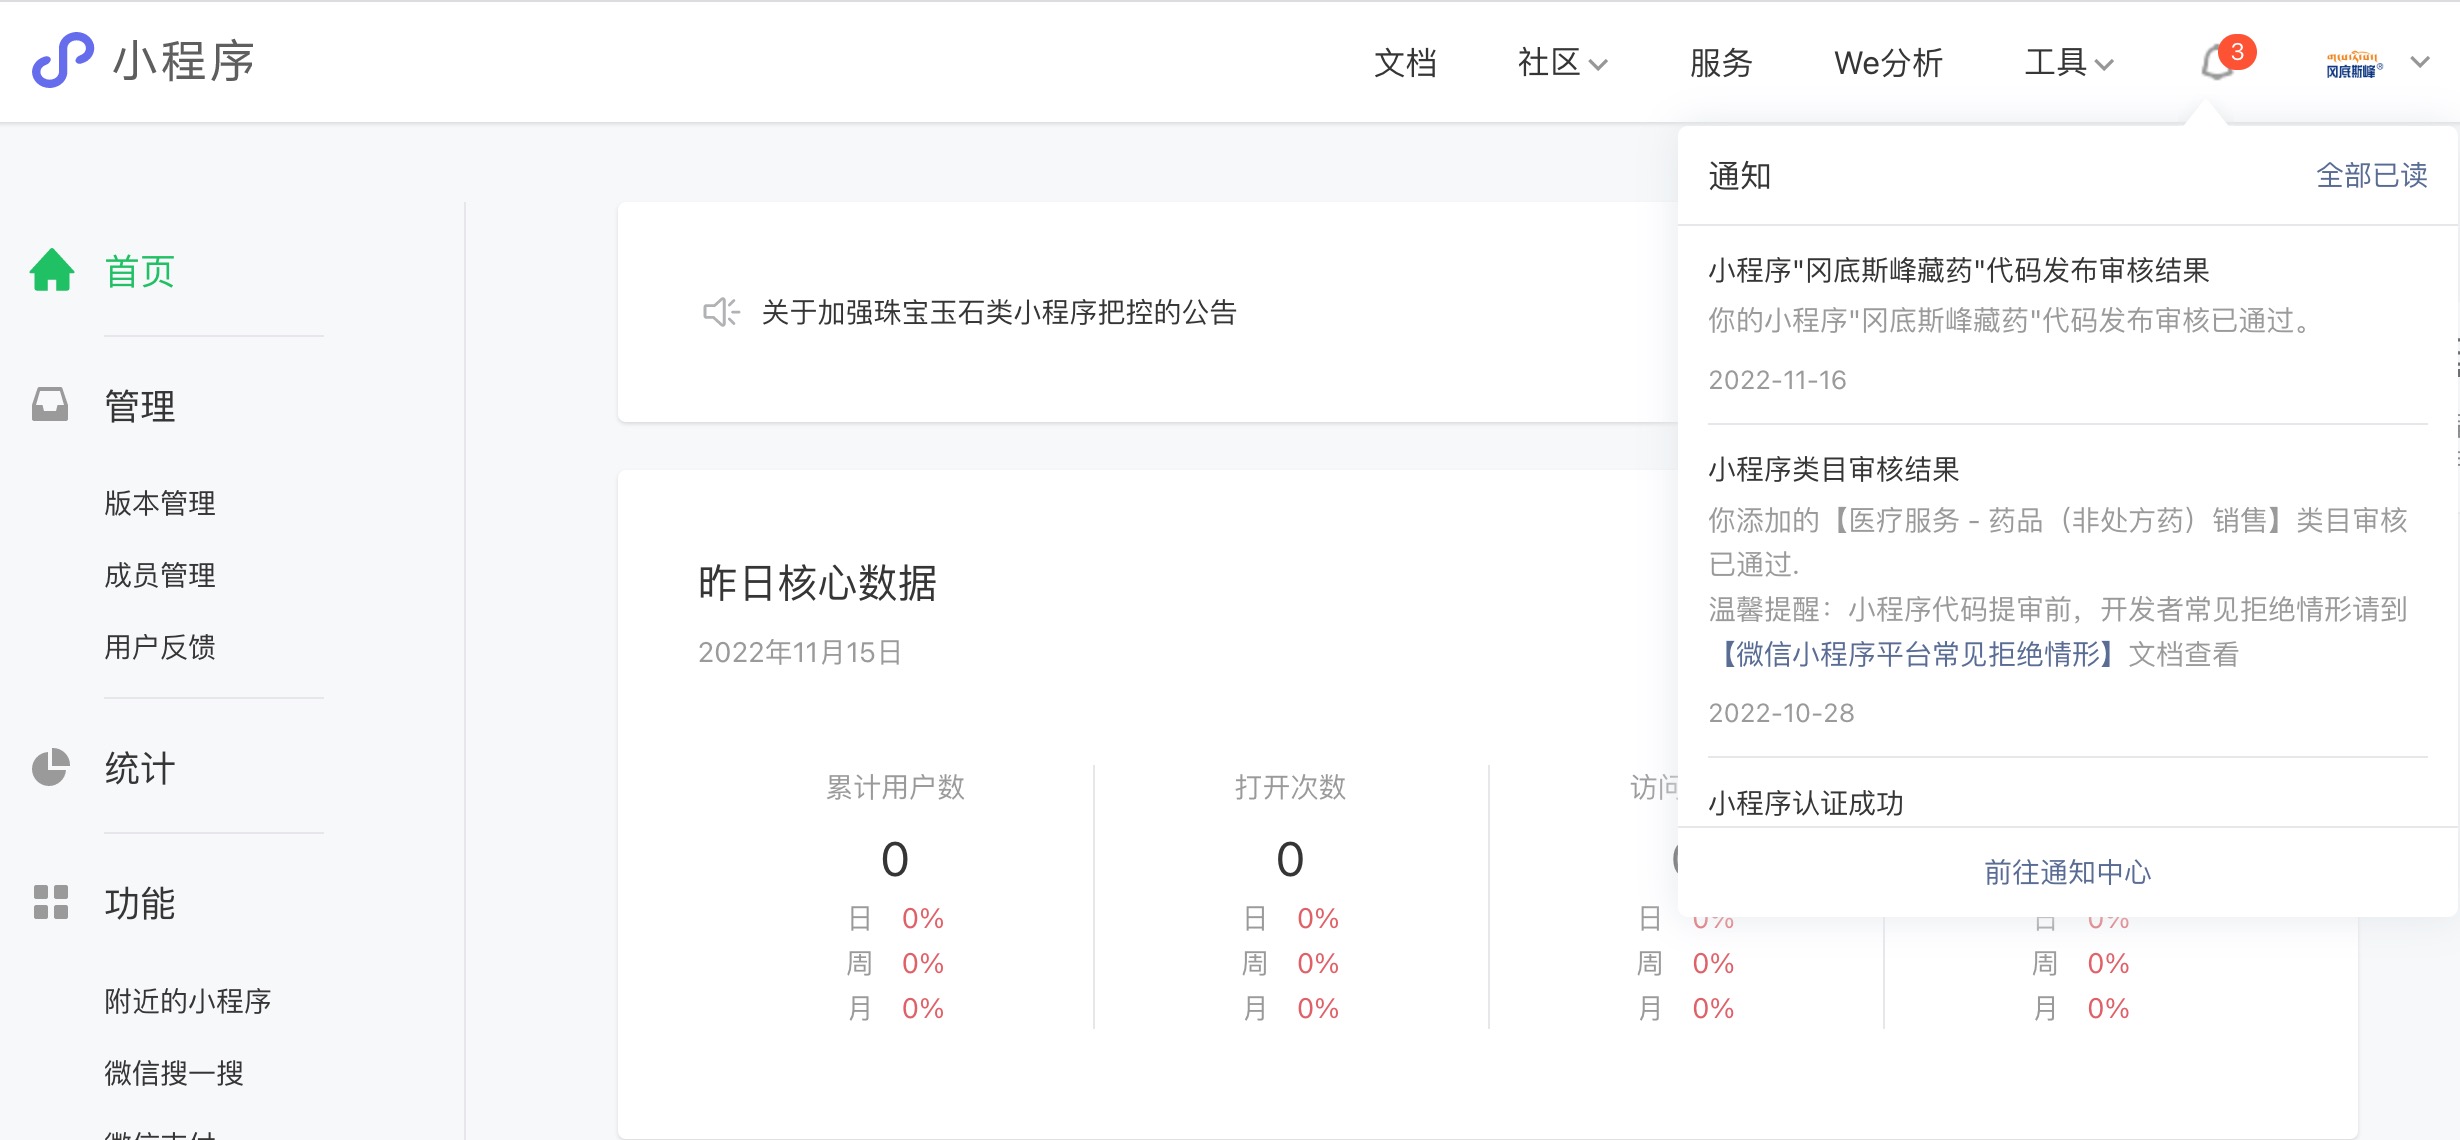 小程序
文档
社区
服务
We分析
工具
3
冈底斯峰®
通知
全部已读
小程序"冈底斯峰藏药"代码发布审核结果
你的小程序"冈底斯峰藏药"代码发布审核已通过。
2022-11-16
小程序类目审核结果
你添加的【医疗服务 - 药品（非处方药）销售】类目审核
已通过.
温馨提醒：小程序代码提审前，开发者常见拒绝情形请到
【微信小程序平台常见拒绝情形】文档查看
2022-10-28
小程序认证成功
前往通知中心
首页
管理
版本管理
成员管理
用户反馈
统计
功能
附近的小程序
微信搜一搜
微信支付
关于加强珠宝玉石类小程序把控的公告
昨日核心数据
2022年11月15日
累计用户数
0
日 0%
周 0%
月 0%
打开次数
0
日 0%
周 0%
月 0%
访问
日 0%
周 0%
月 0%
日 0%
周 0%
月 0%